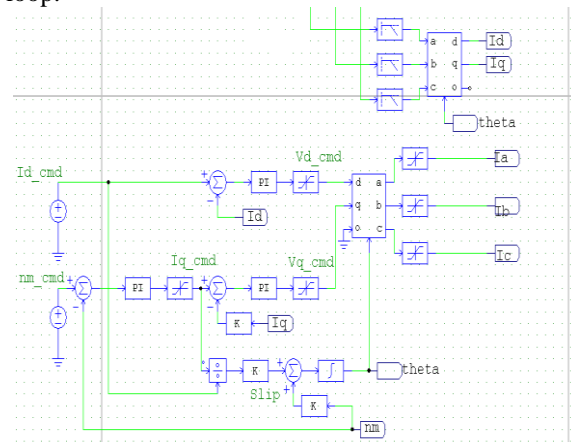 loop.
a d Id
b q Iq
c o
theta
Id_cmd
Vd_cmd
Ia
PI
d a
q b Ib
o c
Id
Ic
nm_cmd
Iq_cmd
Vq_cmd
PI
PI
K Iq
K
theta
Slip
K
nm